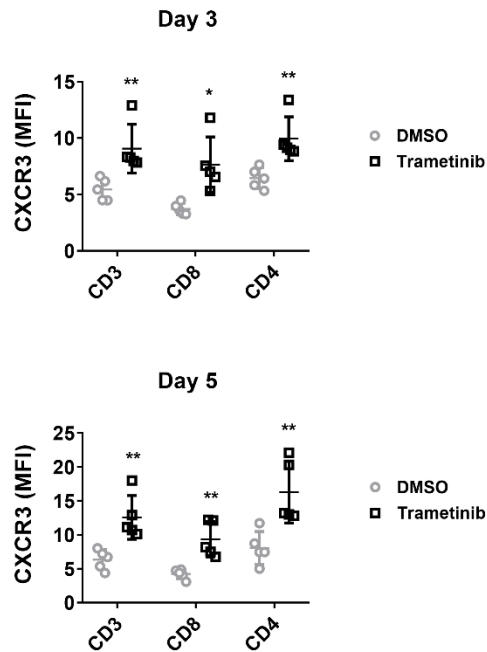 Day 3
CXCR3 (MFI)
15
10
5
0
** * **
CD3 CD8 CD4
DMSO
Trametinib
Day 5
CXCR3 (MFI)
25
20
15
10
5
0
** ** **
CD3 CD8 CD4
DMSO
Trametinib